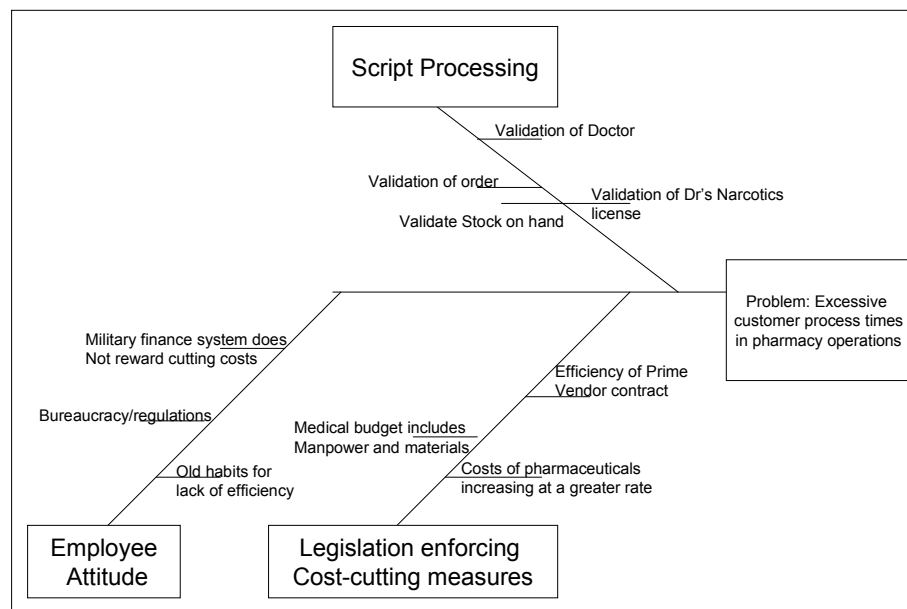 Script Processing
Validation of Doctor
Validation of order
Validation of Dr's Narcotics
license
Validate Stock on hand
Problem: Excessive
customer process times
in pharmacy operations
Military finance system does
Not reward cutting costs
Bureaucracy/regulations
Old habits for
lack of efficiency
Efficiency of Prime
Vendor contract
Medical budget includes
Manpower and materials
Costs of pharmaceuticals
increasing at a greater rate
Employee
Attitude
Legislation enforcing
Cost-cutting measures